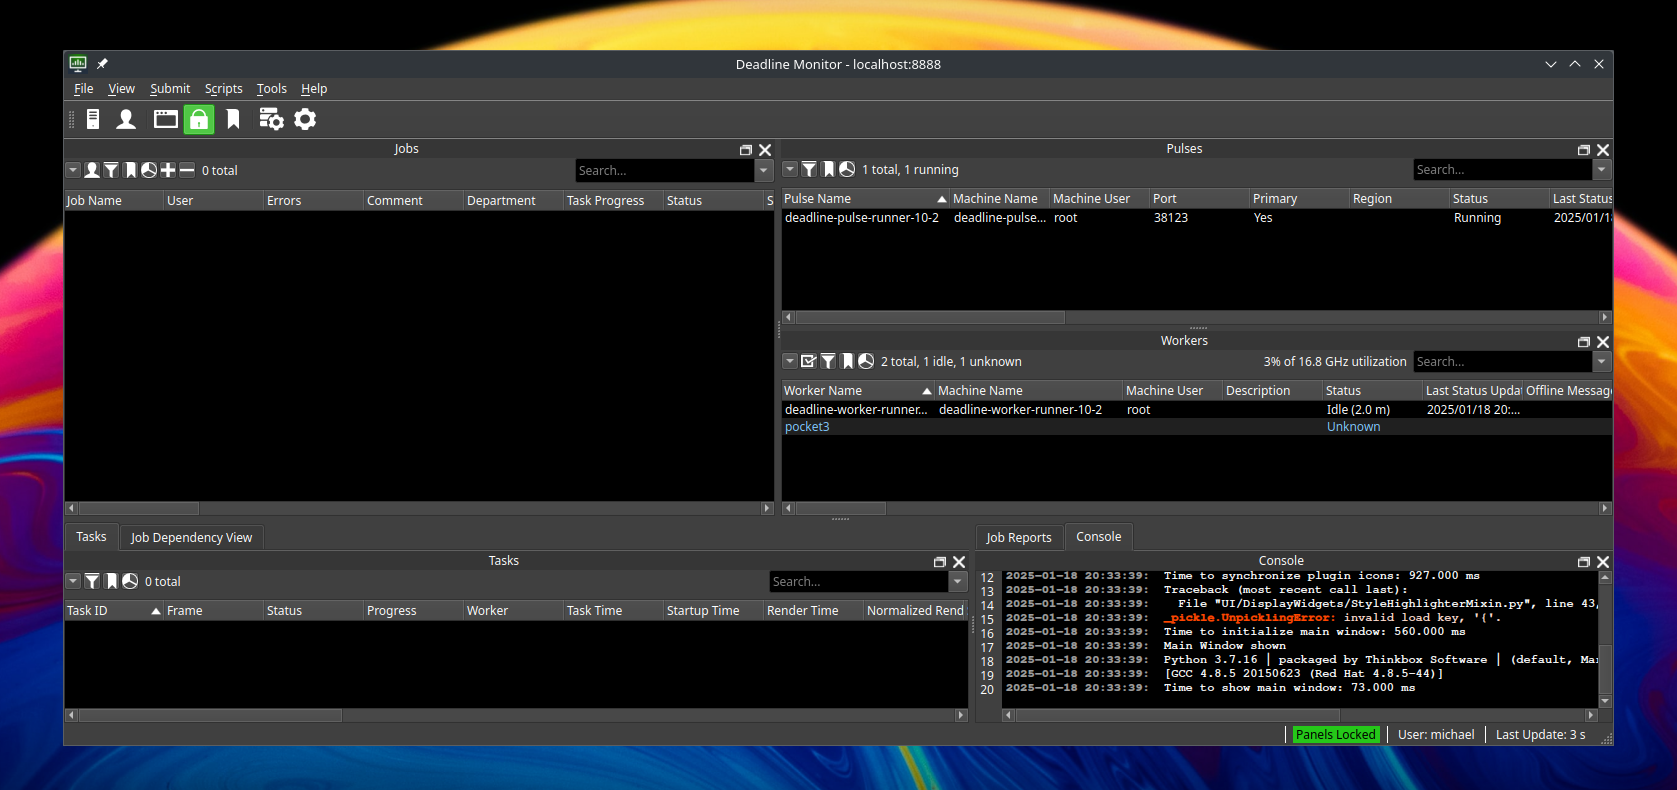 Deadline Monitor - localhost:8888
File View Submit Scripts Tools Help
Jobs
0 total
Search...
Job Name User Errors Comment Department Task Progress Status S
Pulses
1 total, 1 running
Search...
Pulse Name Machine Name Machine User Port Primary Region Status Last Status
deadline-pulse-runner-10-2 deadline-pulse... root 38123 Yes Running 2025/01/18
Workers
2 total, 1 idle, 1 unknown 3% of 16.8 GHz utilization Search...
Worker Name Machine Name Machine User Description Status Last Status Updat Offline Message
deadline-worker-runner... deadline-worker-runner-10-2 root Idle (2.0 m) 2025/01/18 20:...
pocket3 Unknown
Tasks Job Dependency View
Tasks
0 total
Search...
Task ID Frame Status Progress Worker Task Time Startup Time Render Time Normalized Rend
Job Reports Console
Console
12 2025-01-18 20:33:39: Time to synchronize plugin icons: 927.000 ms
13 2025-01-18 20:33:39: Traceback (most recent call last):
14 2025-01-18 20:33:39: File "UI/DisplayWidgets/StyleHighlighterMixin.py", line 43,
15 2025-01-18 20:33:39: _pickle.UnpicklingError: invalid load key, '{'.
16 2025-01-18 20:33:39: Time to initialize main window: 560.000 ms
17 2025-01-18 20:33:39: Main Window shown
18 2025-01-18 20:33:39: Python 3.7.16 | packaged by Thinkbox Software | (default, Mar
19 2025-01-18 20:33:39: [GCC 4.8.5 20150623 (Red Hat 4.8.5-44)]
20 2025-01-18 20:33:39: Time to show main window: 73.000 ms
Panels Locked User: michael Last Update: 3 s